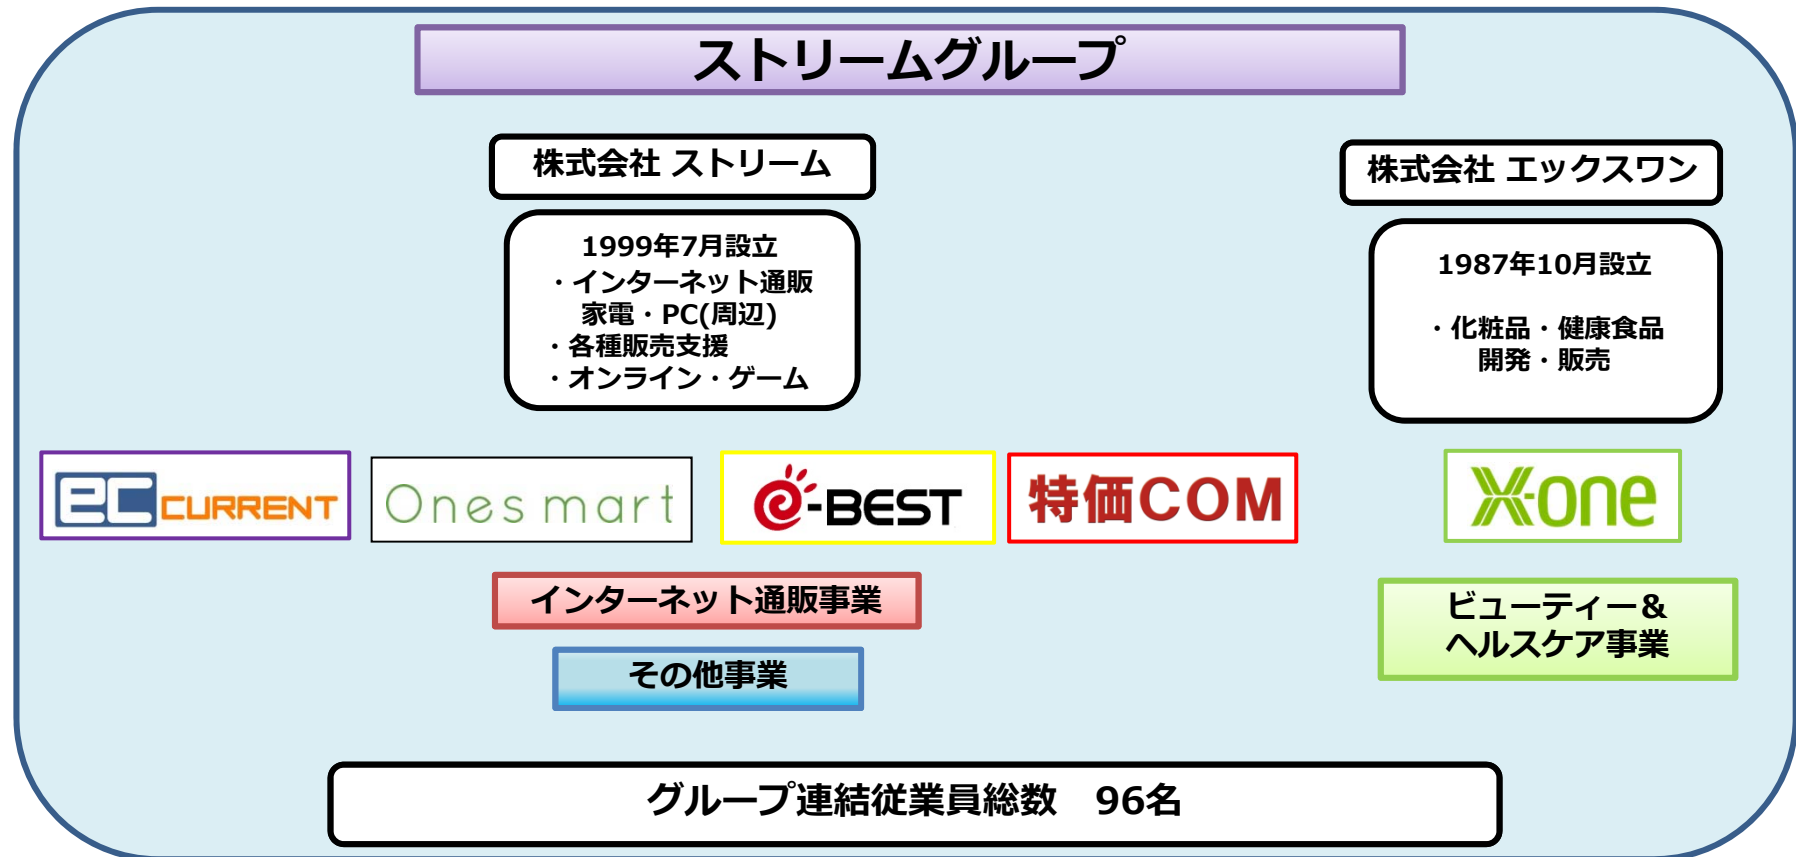 ストリームグループ
株式会社 ストリーム
1999年7月設立
・インターネット通販
家電・PC(周辺)
・各種販売支援
・オンライン・ゲーム
株式会社 エックスワン
1987年10月設立
・化粧品・健康食品
開発・販売
eC CURRENT
Onesmart
e-BEST
特価COM
X-one
インターネット通販事業
その他事業
ビューティー＆
ヘルスケア事業
グループ連結従業員総数　96名